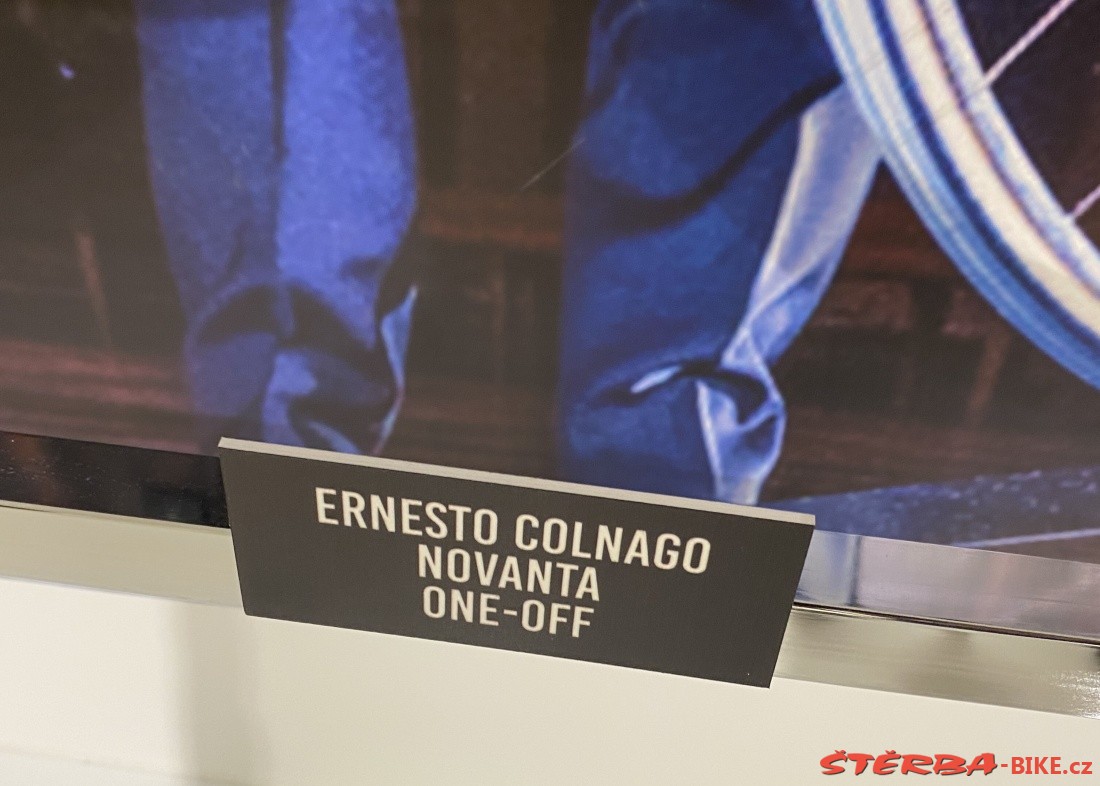 ERNESTO COLNAGO
NOVANTA
ONE-OFF
ŠTĚRBA-BIKE.cz